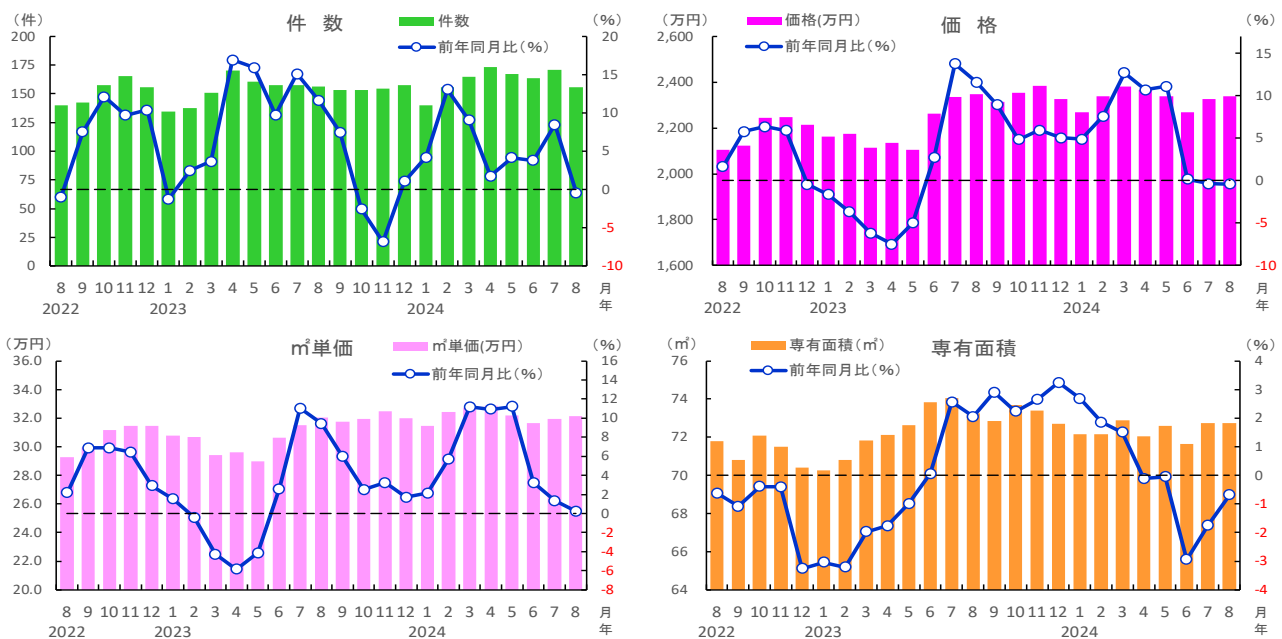 （件） 件 数 件数 （％）
前年同月比（％）
200 20
175 15
150
10
125
100 5
75
0
50
-5
25
0 -10
8 9 10 11 12 1 2 3 4 5 6 7 8 9 10 11 12 1 2 3 4 5 6 7 8 月
2022 2023 2024 年
（万円） 価格(万円) 価 格 （％）
前年同月比（％）
2,600
15
2,400
10
2,200
5
2,000
0
1,800
-5
1,600 -10
8 9 10 11 12 1 2 3 4 5 6 7 8 9 10 11 12 1 2 3 4 5 6 7 8 月
2022 2023 2024 年
（万円） ㎡単価 ㎡単価(万円) （％）
前年同月比（％）
36.0 16
34.0 14
12
32.0 10
30.0 8
6
28.0 4
26.0 2
0
24.0 -2
22.0 -4
-6
20.0 -8
8 9 10 11 12 1 2 3 4 5 6 7 8 9 10 11 12 1 2 3 4 5 6 7 8 月
2022 2023 2024 年
（㎡） 専有面積（㎡） 専有面積 （％）
前年同月比（％）
76 4
74 3
2
72 1
70 0
68 -1
-2
66 -3
64 -4
8 9 10 11 12 1 2 3 4 5 6 7 8 9 10 11 12 1 2 3 4 5 6 7 8 月
2022 2023 2024 年